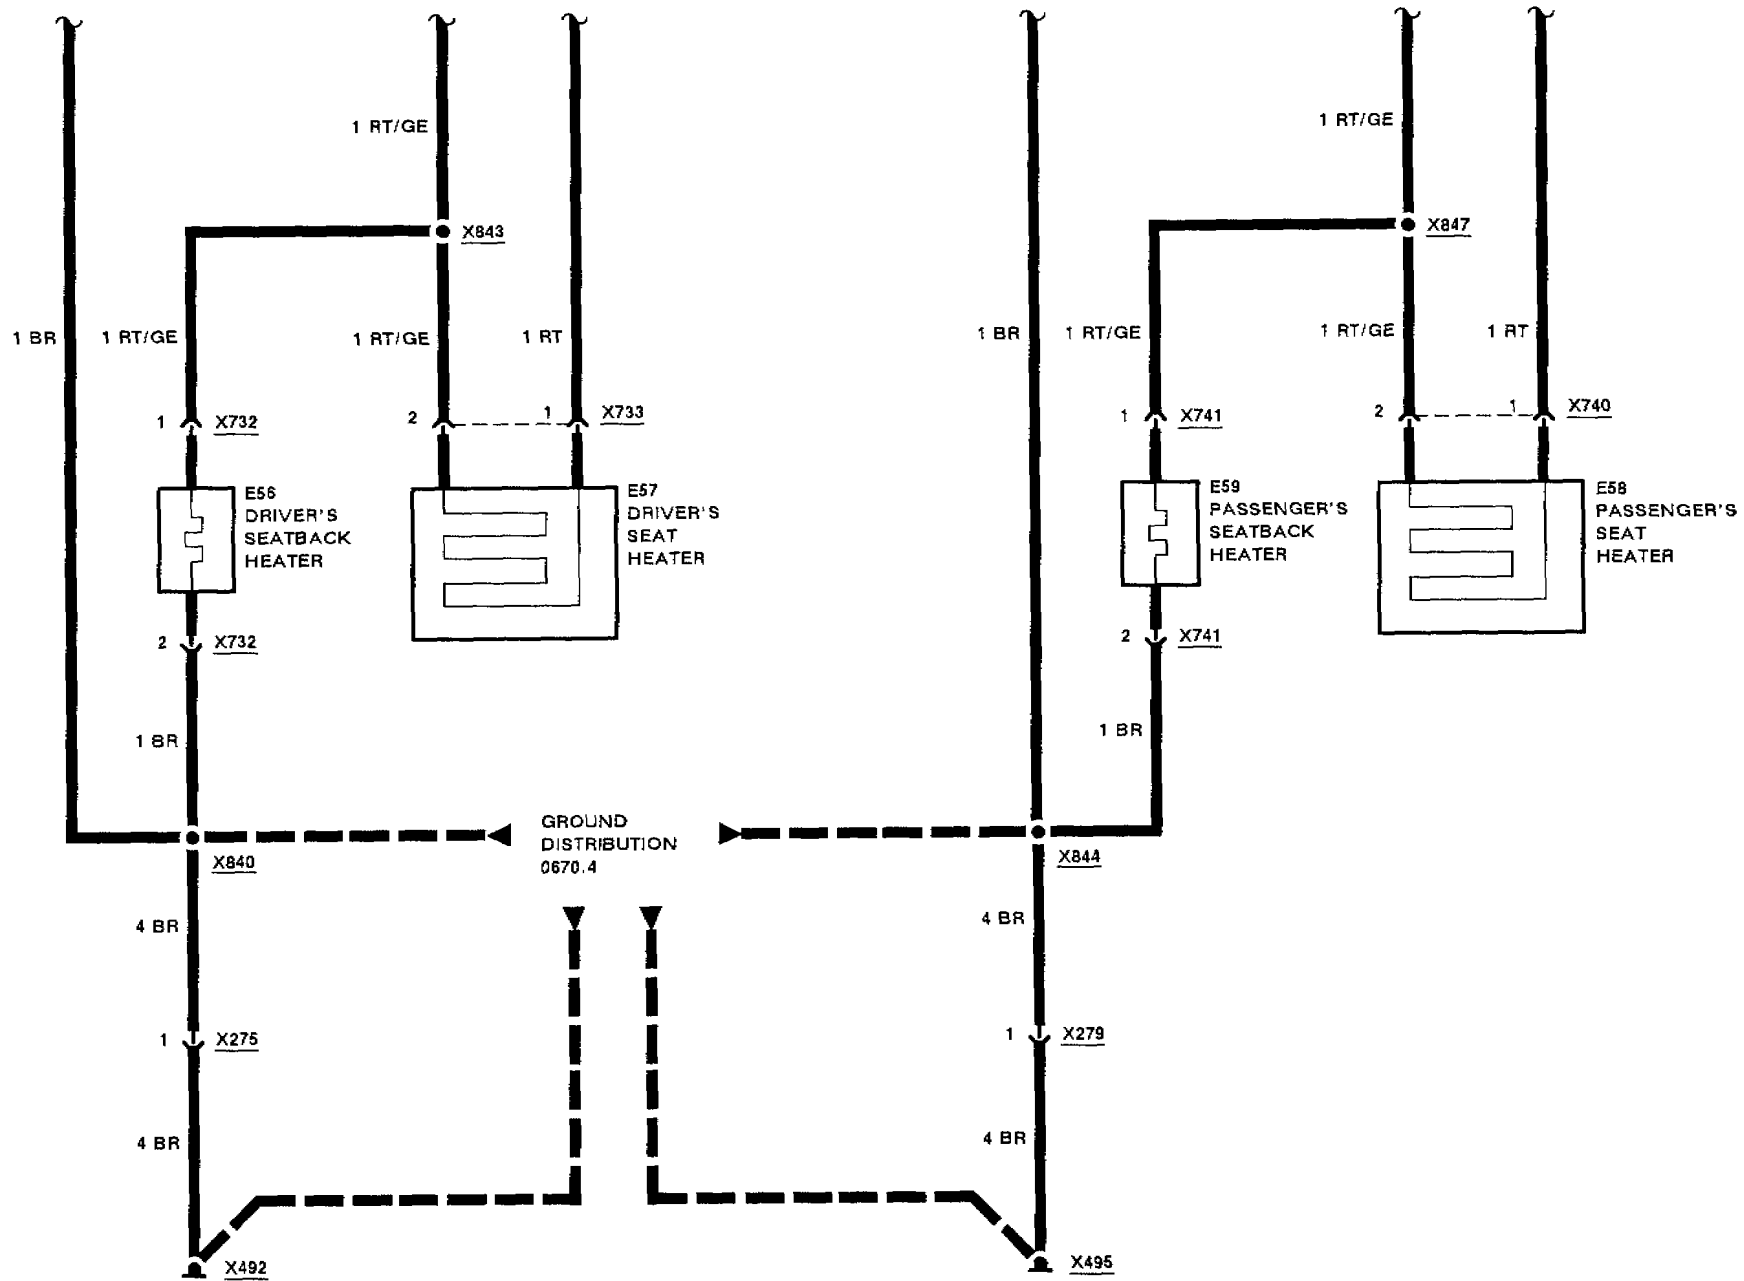 1 RT/GE
1 RT/GE
X843
X847
1 BR
1 RT/GE
1 RT/GE
1 RT
1 BR
1 RT/GE
1 RT/GE
1 RT
1
X732
2
1
X733
1
X741
2
1
X740
E56
DRIVER'S
SEATBACK
HEATER
E57
DRIVER'S
SEAT
HEATER
E59
PASSENGER'S
SEATBACK
HEATER
E58
PASSENGER'S
SEAT
HEATER
2
X732
2
X741
1 BR
1 BR
GROUND
DISTRIBUTION
0670.4
X840
X844
4 BR
4 BR
1
X275
1
X279
4 BR
4 BR
X492
X495